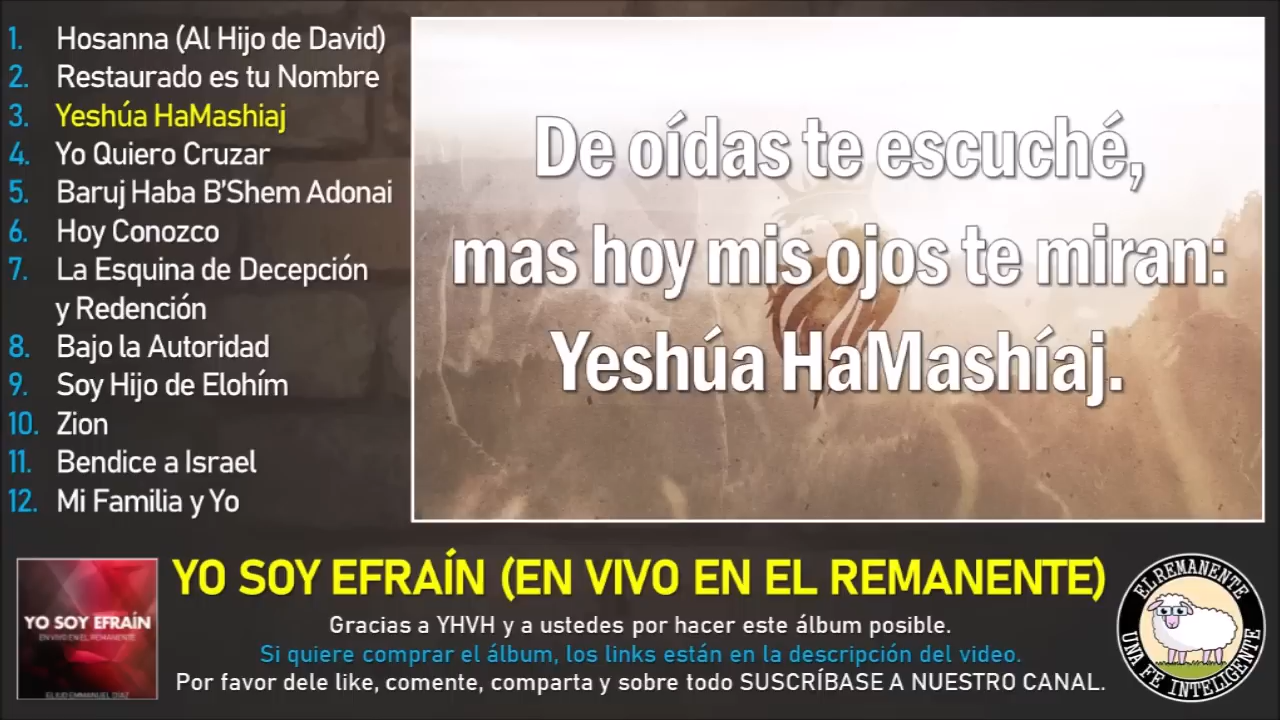 1. Hosanna (Al Hijo de David)
2. Restaurado es tu Nombre
3. Yeshúa HaMashiaj
4. Yo Quiero Cruzar
5. Baruj Haba B'Shem Adonai
6. Hoy Conozco
7. La Esquina de Decepción
y Redención
8. Bajo la Autoridad
9. Soy Hijo de Elohím
10. Zion
11. Bendice a Israel
12. Mi Familia y Yo
De oídas te escuché,
mas hoy mis ojos te miran:
Yeshúa HaMashíaj.
YO SOY EFRAÍN
EN VIVO EN EL REMANENTE
EMMANUEL DIAZ
YO SOY EFRAÍN (EN VIVO EN EL REMANENTE)
Gracias a YHVH y a ustedes por hacer este álbum posible.
Si quiere comprar el álbum, los links están en la descripción del video.
Por favor dele like, comente, comparta y sobre todo SUSCRÍBASE A NUESTRO CANAL.
EL REMANENTE
UNA FE INTELIGENTE